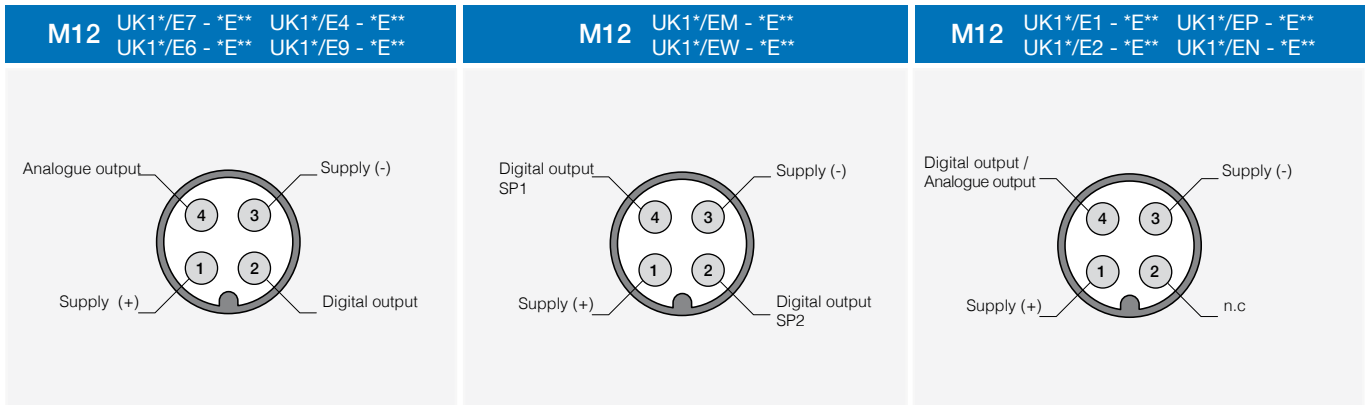 M12 UK1*/E7 - *E** UK1*/E4 - *E**
UK1*/E6 - *E** UK1*/E9 - *E**
Analogue output
Supply (-)
4 3
1 2
Supply (+)
Digital output
M12 UK1*/EM - *E**
UK1*/EW - *E**
Digital output
SP1
Supply (-)
4 3
1 2
Supply (+)
Digital output
SP2
M12 UK1*/E1 - *E** UK1*/EP - *E**
UK1*/E2 - *E** UK1*/EN - *E**
Digital output /
Analogue output
Supply (-)
4 3
1 2
Supply (+)
n.c